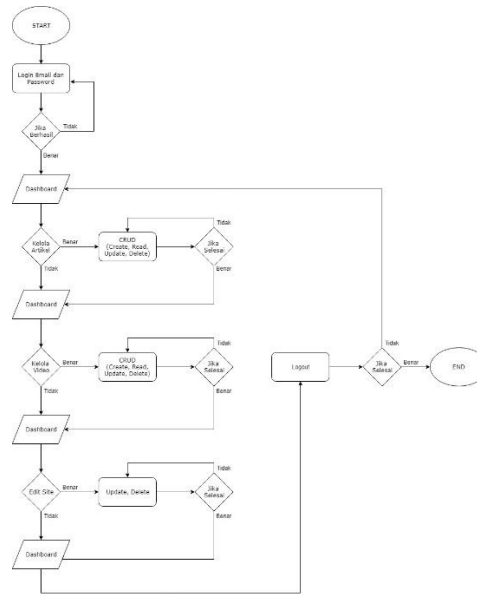 START
Login Email dan
Password
Jika
Berhasil
Tidak
Benar
Dashboard
Kelola
Artikel
Benar
Tidak
CRUD
(Create, Read,
Update, Delete)
Jika
Selesai
Tidak
Benar
Dashboard
Kelola
Video
Benar
Tidak
CRUD
(Create, Read,
Update, Delete)
Jika
Selesai
Tidak
Benar
Dashboard
Edit Site
Benar
Tidak
Update, Delete
Jika
Selesai
Tidak
Benar
Dashboard
Logout
Jika
Selesai
Tidak
Benar
END